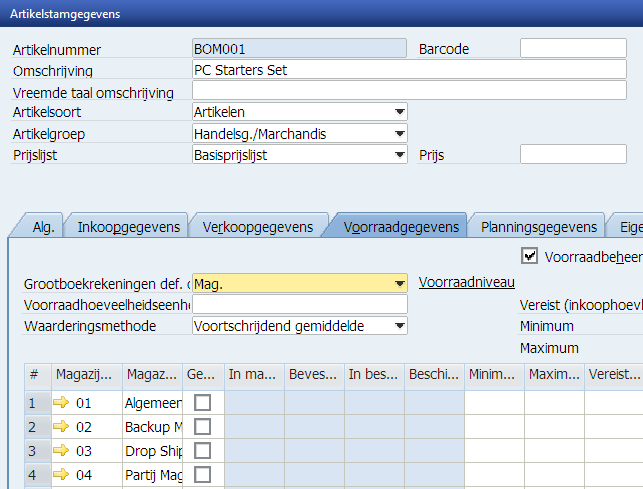 Artikelstamgegevens
Artikelnummer BOM001 Barcode
Omschrijving PC Starters Set
Vreemde taal omschrijving
Artikelsoort Artikelen
Artikelgroep Handelsg./Marchandis
Prijslijst Basisprijslijst Prijs
Alg. Inkoopgegevens Verkoopgegevens Voorraadgegevens Planningsgegevens Eige
Voorraadbeheer
Grootboekrekeningen def. o Mag. Voorraadniveau
Voorraadhoeveelheidseenhe Vereist (inkoophoev
Waarderingsmethode Voortschrijdend gemiddelde Minimum
Maximum
# Magazij... Magaz... Ge... In ma... Beves... In bes... Beschi... Minim... Maxim... Vereist...
1 01 Algemeen
2 02 Backup M
3 03 Drop Ship
4 04 Partij Mag